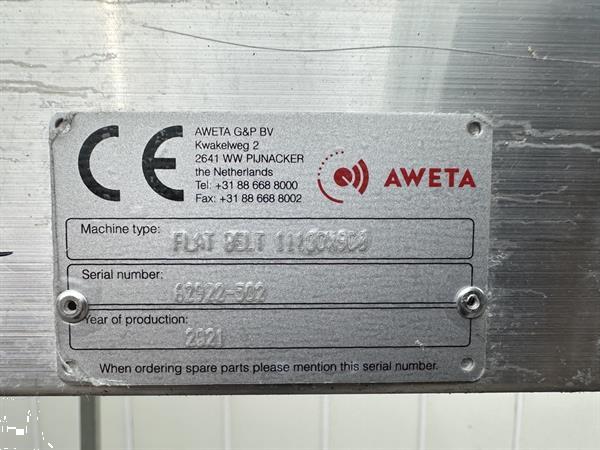 CE
AWETA G&P BV
Kwakelweg 2
2641 WW PIJNACKER
the Netherlands
Tel: +31 88 668 8000
Fax: +31 88 668 8002
AWETA
Machine type:
FLAT BELT
Serial number:
62922-502
Year of production:
2021
When ordering spare parts please mention this serial number.